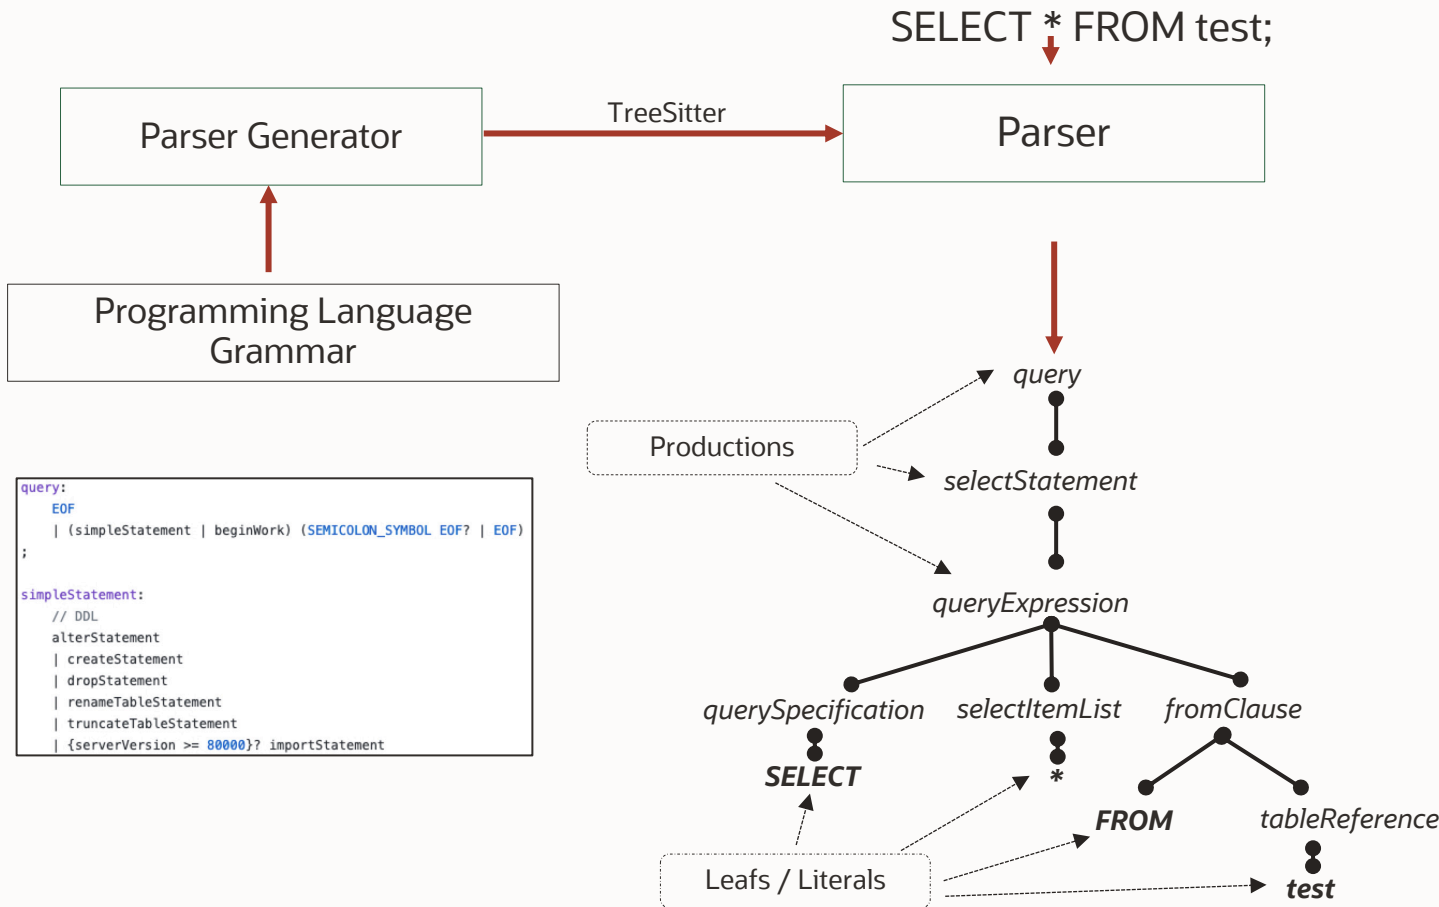 SELECT * FROM test;
Parser Generator
TreeSitter
Parser
Programming Language
Grammar
query
Productions
selectStatement
query:
EOF
| (simpleStatement | beginWork) (SEMICOLON_SYMBOL EOF? | EOF)
;
simpleStatement:
// DDL
alterStatement
| createStatement
| dropStatement
| renameTableStatement
| truncateTableStatement
| {serverVersion >= 80000}? importStatement
queryExpression
querySpecification
selectItemList
fromClause
SELECT
*
FROM
tableReference
Leafs / Literals
test